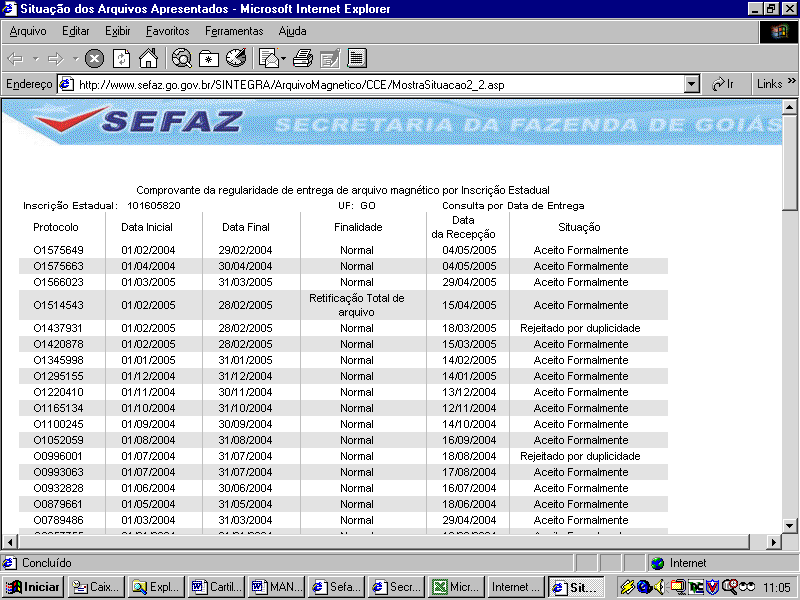 Situação dos Arquivos Apresentados - Microsoft Internet Explorer
Arquivo Editar Exibir Favoritos Ferramentas Ajuda
Endereço http://www.sefaz.go.gov.br/SINTEGRA/ArquivoMagnetico/CCE/MostraSituacao2_2.asp Ir Links »
SEFAZ SECRETARIA DA FAZENDA DE GOIÁS
Comprovante da regularidade de entrega de arquivo magnético por Inscrição Estadual
Inscrição Estadual: 101605820 UF: GO Consulta por Data de Entrega
Protocolo Data Inicial Data Final Finalidade Data da Recepção Situação
O1575649 01/02/2004 29/02/2004 Normal 04/05/2005 Aceito Formalmente
O1575663 01/04/2004 30/04/2004 Normal 04/05/2005 Aceito Formalmente
O1566023 01/03/2005 31/03/2005 Normal 29/04/2005 Aceito Formalmente
O1514543 01/02/2005 28/02/2005 Retificação Total de arquivo 15/04/2005 Aceito Formalmente
O1437931 01/02/2005 28/02/2005 Normal 18/03/2005 Rejeitado por duplicidade
O1420878 01/02/2005 28/02/2005 Normal 15/03/2005 Aceito Formalmente
O1345998 01/01/2005 31/01/2005 Normal 14/02/2005 Aceito Formalmente
O1295155 01/12/2004 31/12/2004 Normal 14/01/2005 Aceito Formalmente
O1220410 01/11/2004 30/11/2004 Normal 13/12/2004 Aceito Formalmente
O1165134 01/10/2004 31/10/2004 Normal 12/11/2004 Aceito Formalmente
O1100245 01/09/2004 30/09/2004 Normal 14/10/2004 Aceito Formalmente
O1052059 01/08/2004 31/08/2004 Normal 16/09/2004 Aceito Formalmente
O0996001 01/07/2004 31/07/2004 Normal 18/08/2004 Rejeitado por duplicidade
O0993063 01/07/2004 31/07/2004 Normal 17/08/2004 Aceito Formalmente
O0932828 01/06/2004 30/06/2004 Normal 16/07/2004 Aceito Formalmente
O0879661 01/05/2004 31/05/2004 Normal 18/06/2004 Aceito Formalmente
O0789486 01/03/2004 31/03/2004 Normal 29/04/2004 Aceito Formalmente
Concluído Internet
Iniciar Caix... Expl... Cartil... MAN... Sefa... Secr... Micr... Internet ... Sit... 11:05